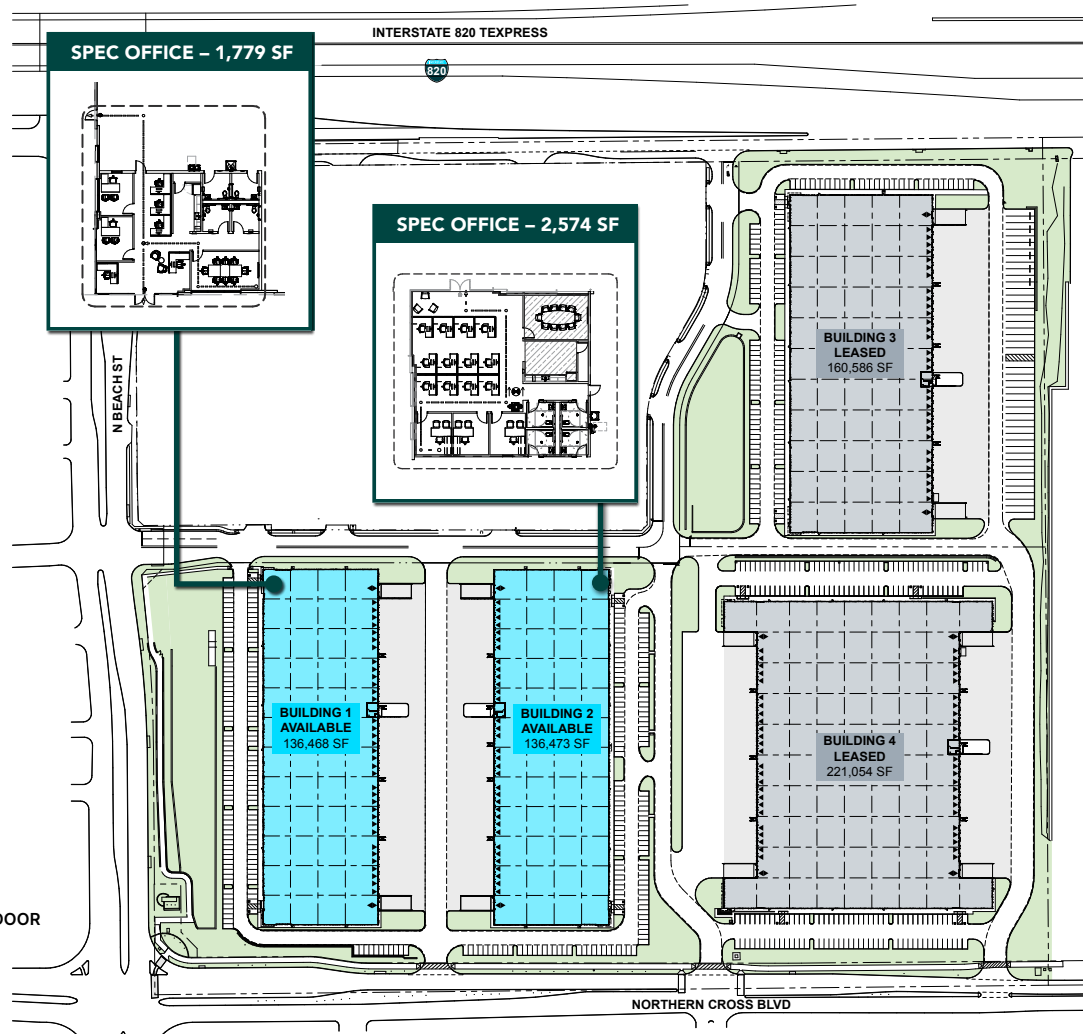 INTERSTATE 820 TEXPRESS
820
SPEC OFFICE – 1,779 SF
SPEC OFFICE – 2,574 SF
N BEACH ST
BUILDING 3
LEASED
160,586 SF
BUILDING 1
AVAILABLE
136,468 SF
BUILDING 2
AVAILABLE
136,473 SF
BUILDING 4
LEASED
221,054 SF
DOOR
NORTHERN CROSS BLVD